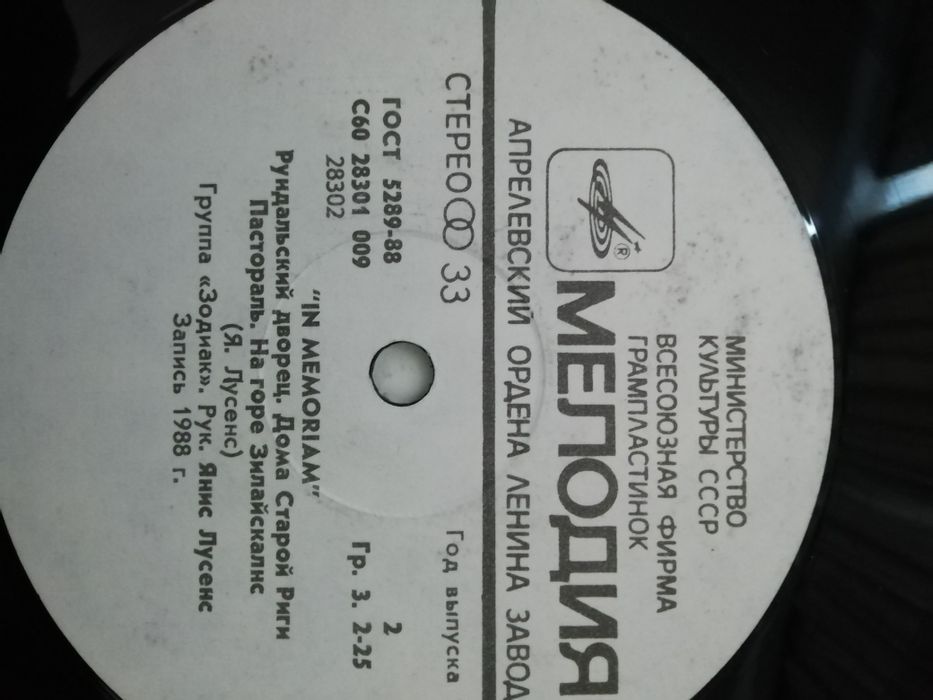 МИНИСТЕРСТВО
КУЛЬТУРЫ СССР
ВСЕСОЮЗНАЯ ФИРМА
ГРАМПЛАСТИНОК
® МЕЛОДИЯ
АПРЕЛЕВСКИЙ ОРДЕНА ЛЕНИНА ЗАВОД
СТЕРЕО 33 Год выпуска
ГОСТ 5289-88 2
С60 28301 009 Гр. 3. 2-25
28302
"IN MEMORIAM"
Рундальский дворец. Дома Старой Риги
Пастораль. На горе Зилайскалнс
(Я. Лусенс)
Группа «Зодиак». Рук. Янис Лусенс
Запись 1988 г.